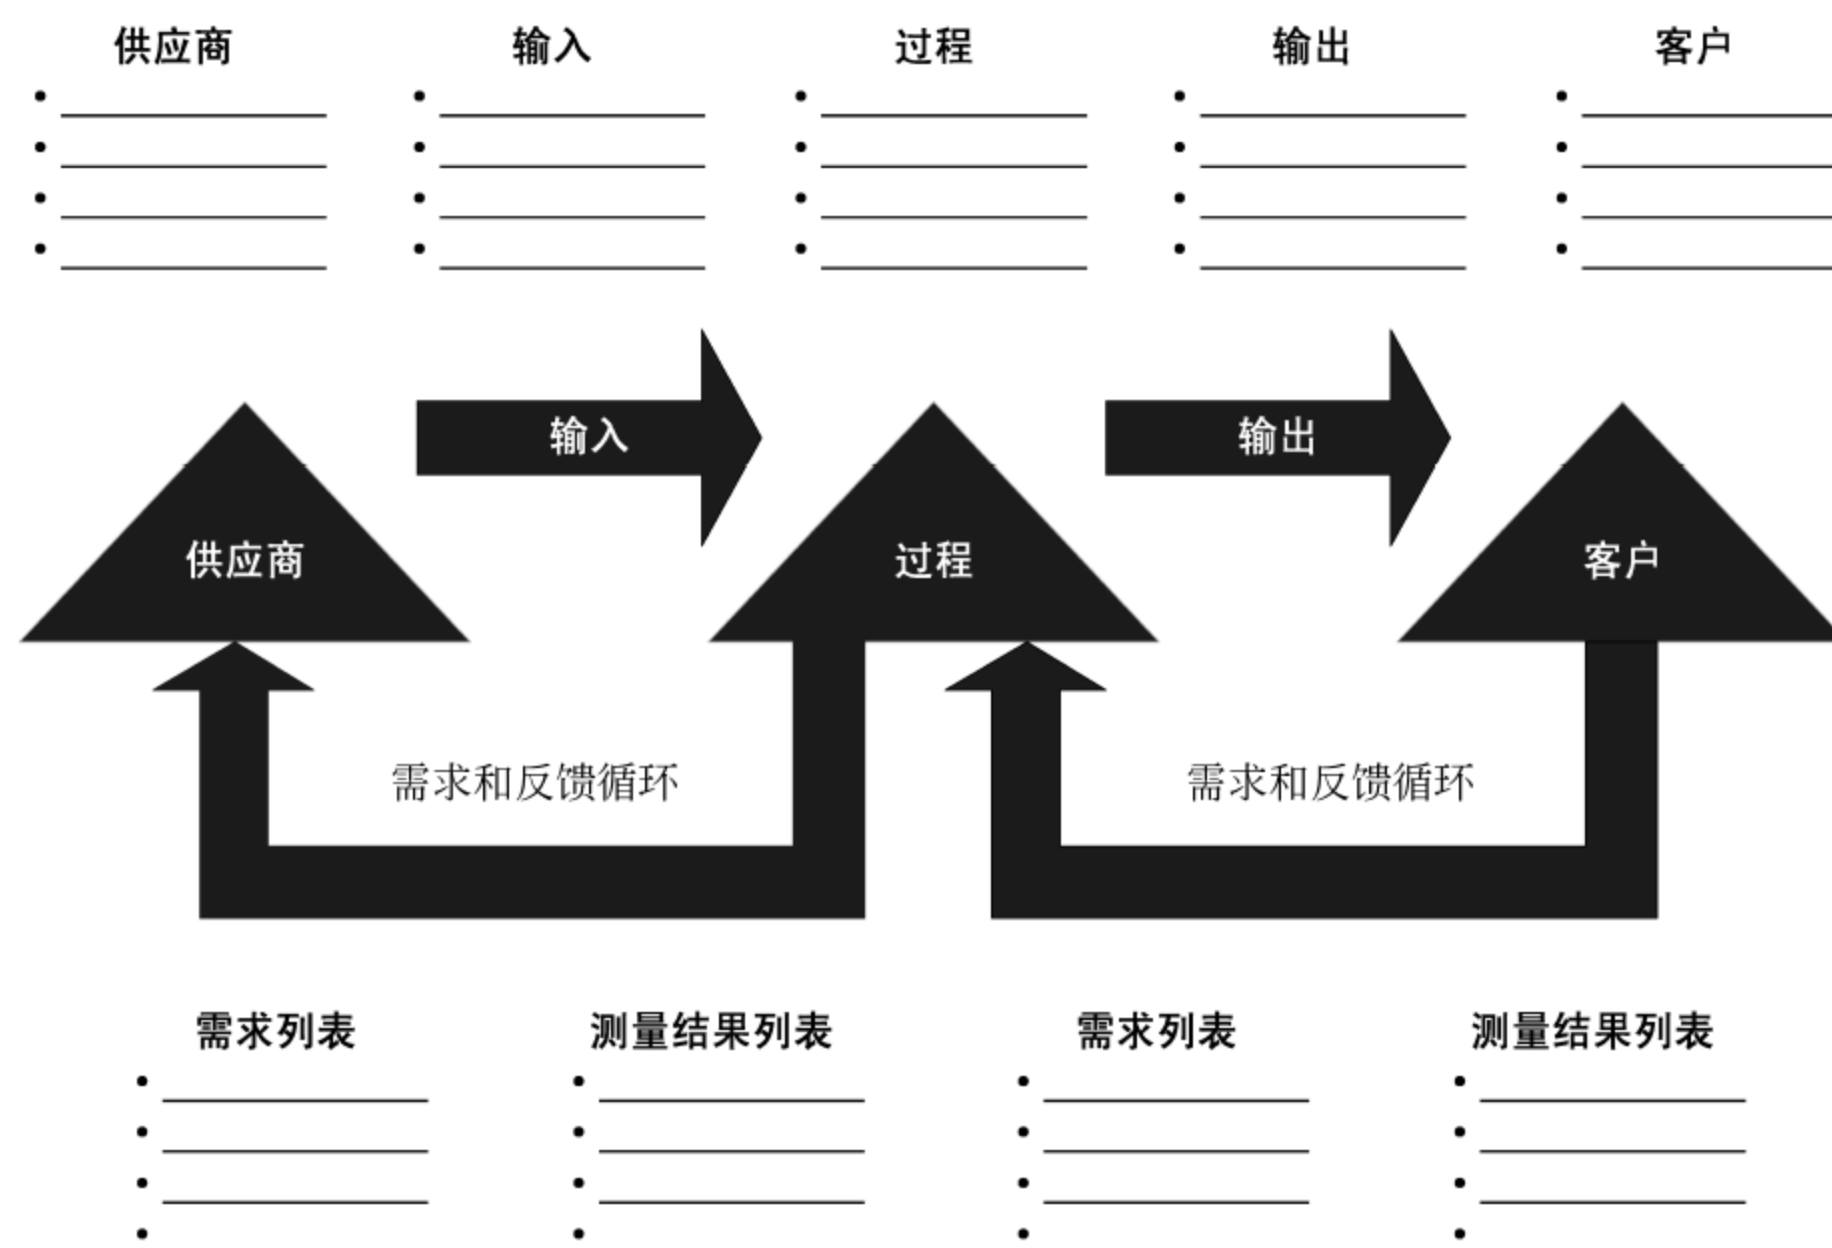 供应商 输入 过程 输出 客户
输入 输出
供应商 过程 客户
需求和反馈循环 需求和反馈循环
需求列表 测量结果列表 需求列表 测量结果列表